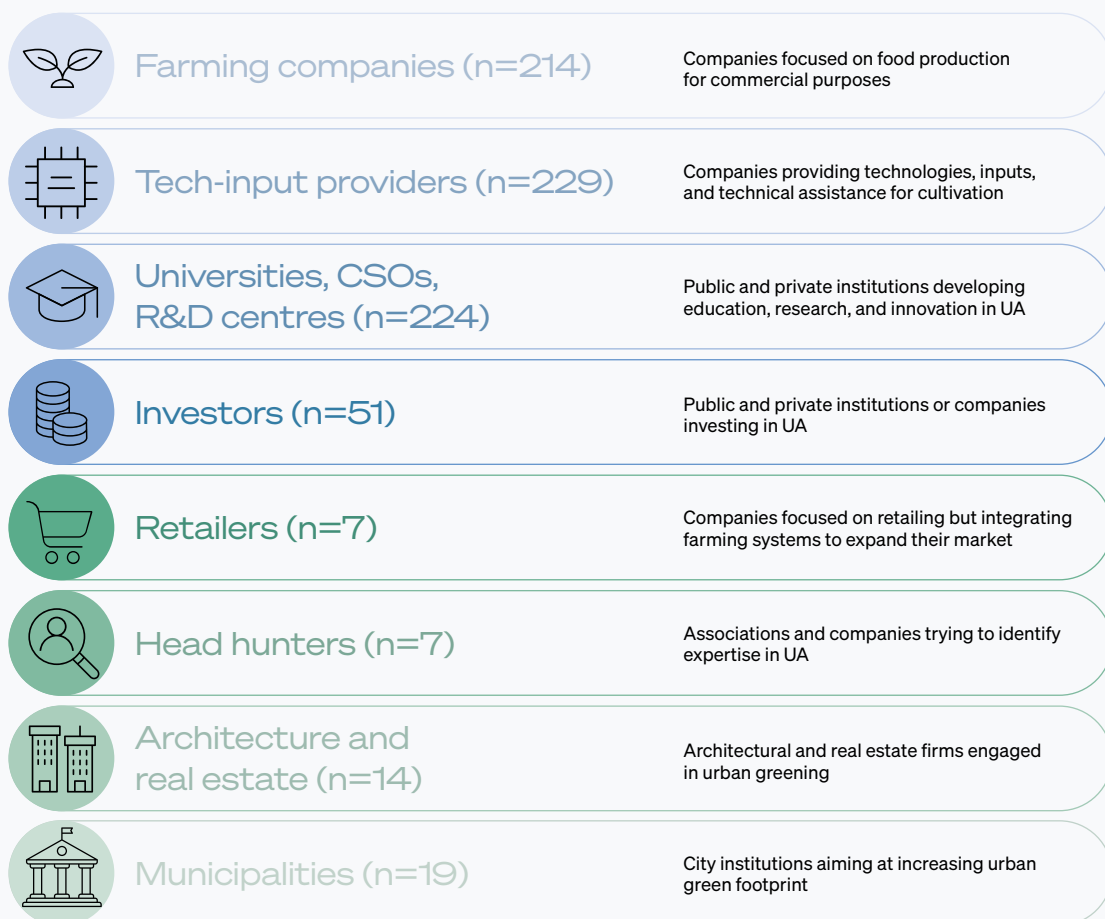 Farming companies (n=214)
Companies focused on food production
for commercial purposes
Tech-input providers (n=229)
Companies providing technologies, inputs,
and technical assistance for cultivation
Universities, CSOs,
R&D centres (n=224)
Public and private institutions developing
education, research, and innovation in UA
Investors (n=51)
Public and private institutions or companies
investing in UA
Retailers (n=7)
Companies focused on retailing but integrating
farming systems to expand their market
Head hunters (n=7)
Associations and companies trying to identify
expertise in UA
Architecture and
real estate (n=14)
Architectural and real estate firms engaged
in urban greening
Municipalities (n=19)
City institutions aiming at increasing urban
green footprint